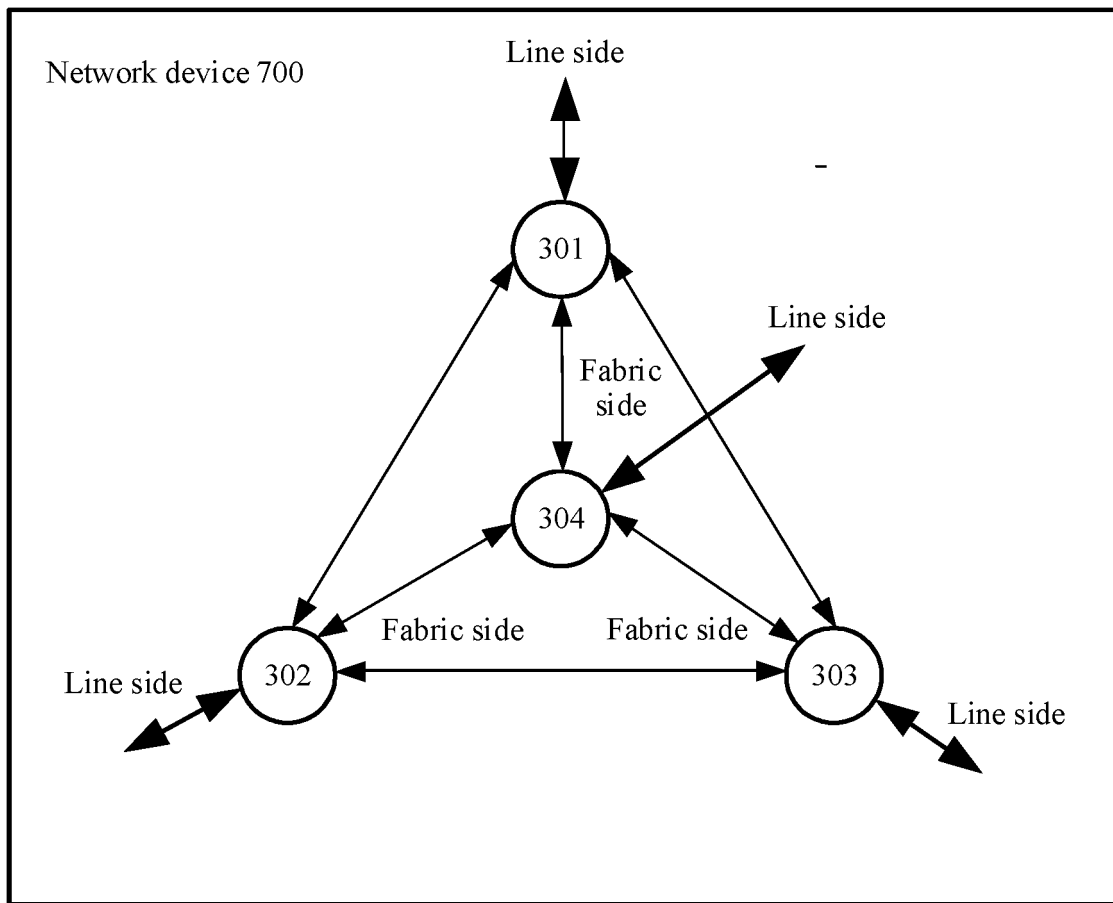 Line side
Network device 700
301
Line side
Fabric
side
304
Fabric side
Fabric side
302
303
Line side
Line side